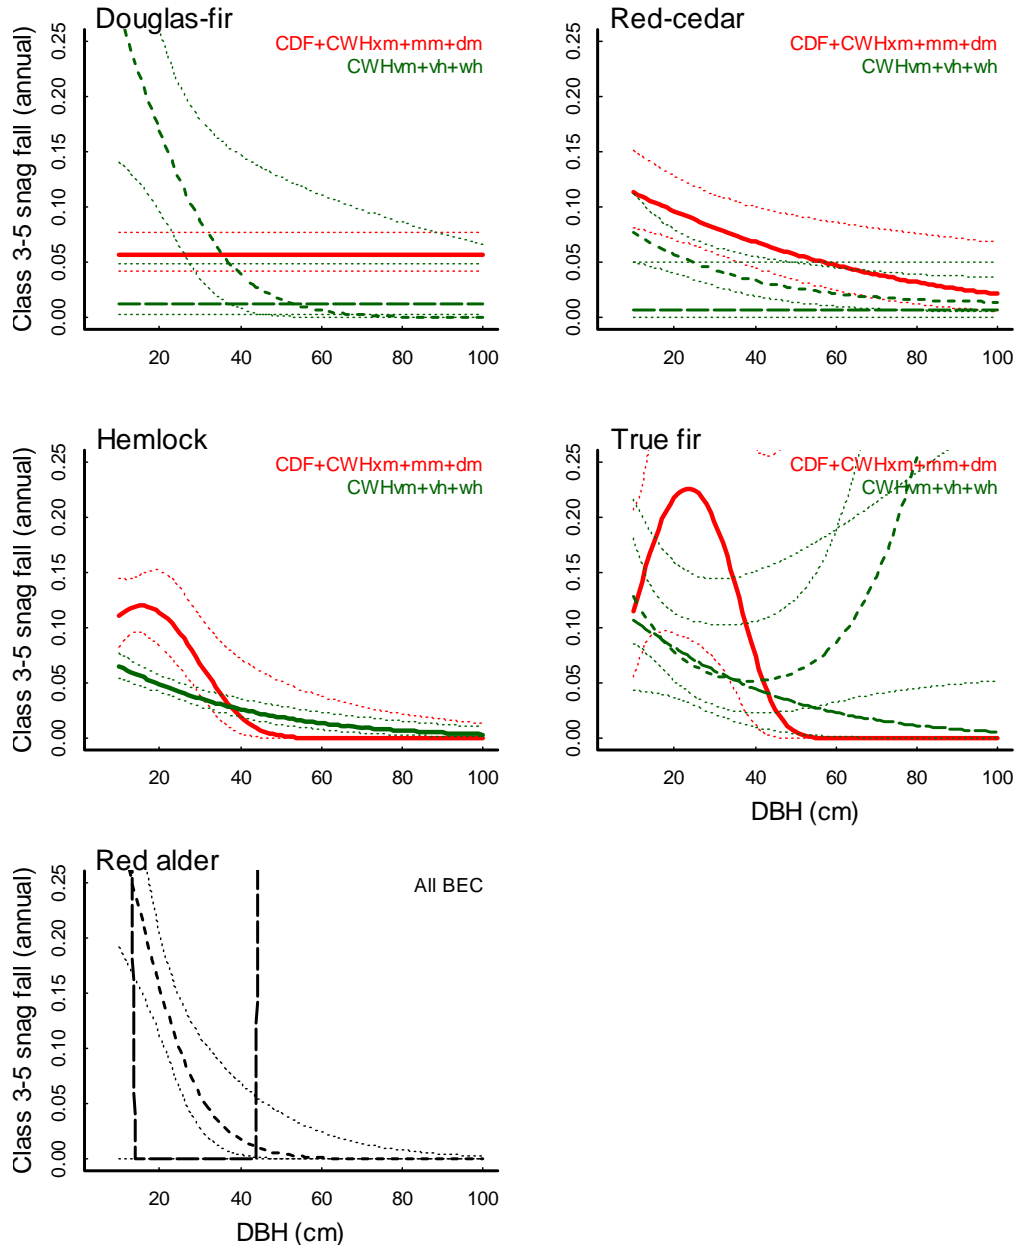 Douglas-fir
CDF+CWHxm+mm+dm
CWHvm+vh+wh
Class 3-5 snag fall (annual)
0.25
0.20
0.15
0.10
0.05
0.00
20 40 60 80 100
Red-cedar
CDF+CWHxm+mm+dm
CWHvm+vh+wh
0.25
0.20
0.15
0.10
0.05
0.00
20 40 60 80 100
Hemlock
CDF+CWHxm+mm+dm
CWHvm+vh+wh
Class 3-5 snag fall (annual)
0.25
0.20
0.15
0.10
0.05
0.00
20 40 60 80 100
True fir
CDF+CWHxm+mm+dm
CWHvm+vh+wh
0.25
0.20
0.15
0.10
0.05
0.00
20 40 60 80 100
DBH (cm)
Red alder
All BEC
Class 3-5 snag fall (annual)
0.25
0.20
0.15
0.10
0.05
0.00
20 40 60 80 100
DBH (cm)